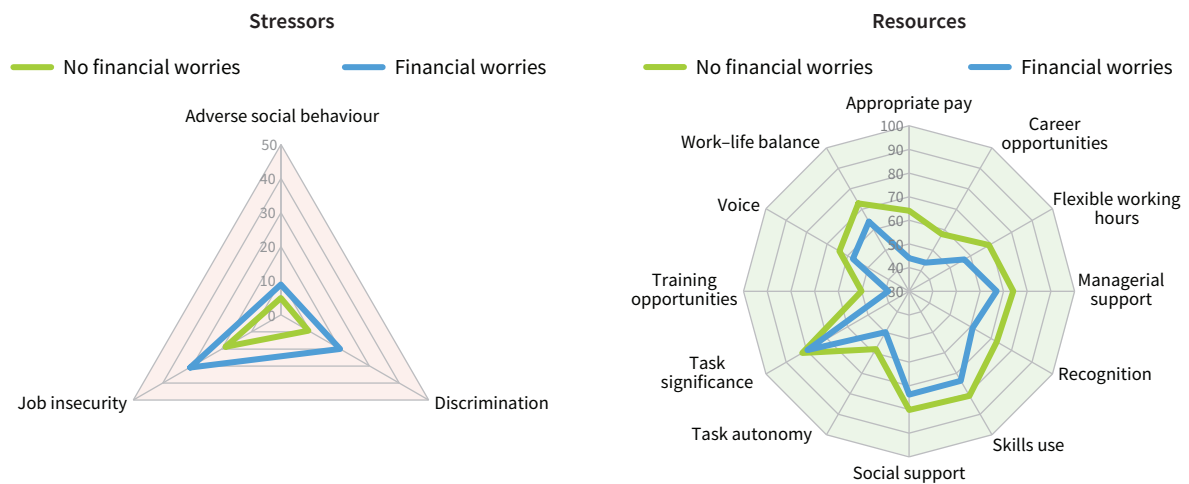 Stressors
No financial worries
Financial worries
Adverse social behaviour
50
40
30
20
10
0
Job insecurity
Discrimination
Resources
No financial worries
Financial worries
Appropriate pay
Career
opportunities
Flexible working
hours
Managerial
support
Recognition
Skills use
Social support
Task autonomy
Task
significance
Training
opportunities
Voice
Work–life balance
100
90
80
70
60
50
40
30